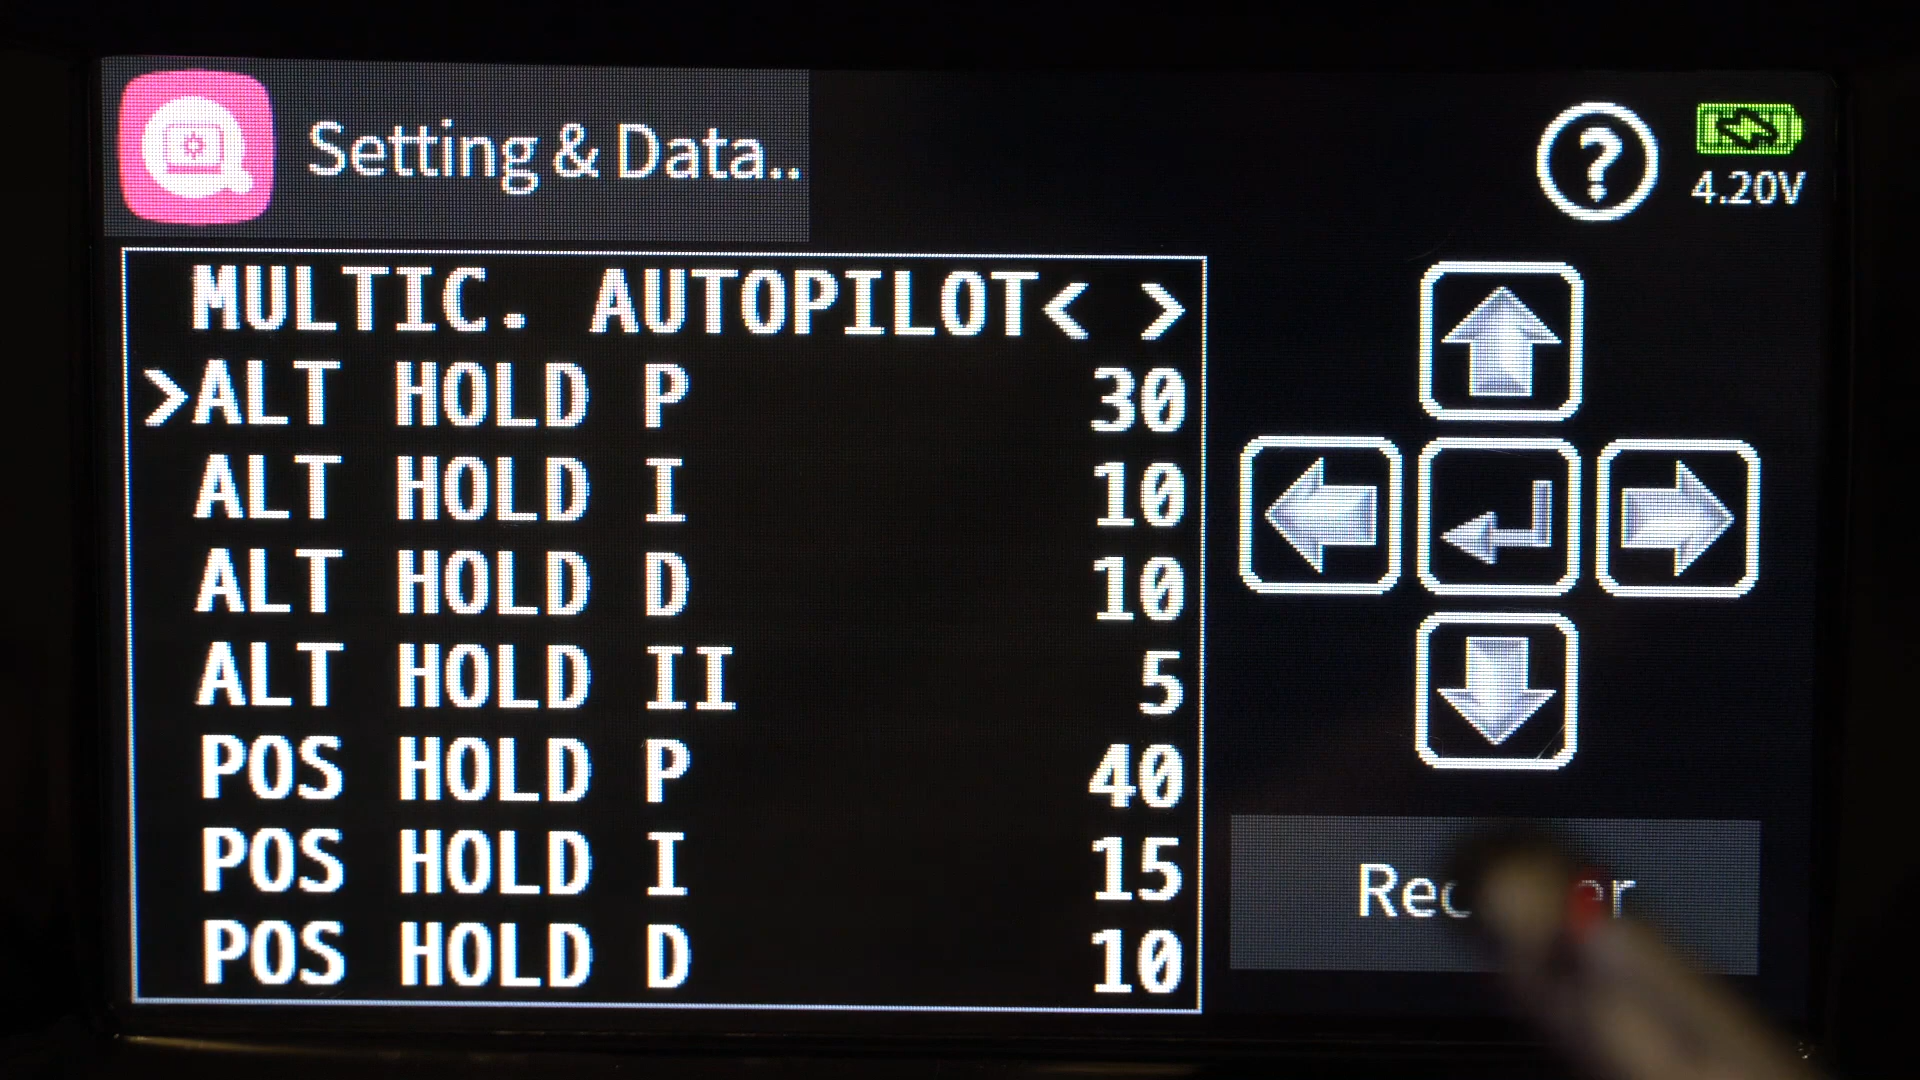 Setting & Data..
4.20V
MULTIC. AUTOPILOT< >
>ALT HOLD P 30
ALT HOLD I 10
ALT HOLD D 10
ALT HOLD II 5
POS HOLD P 40
POS HOLD I 15
POS HOLD D 10